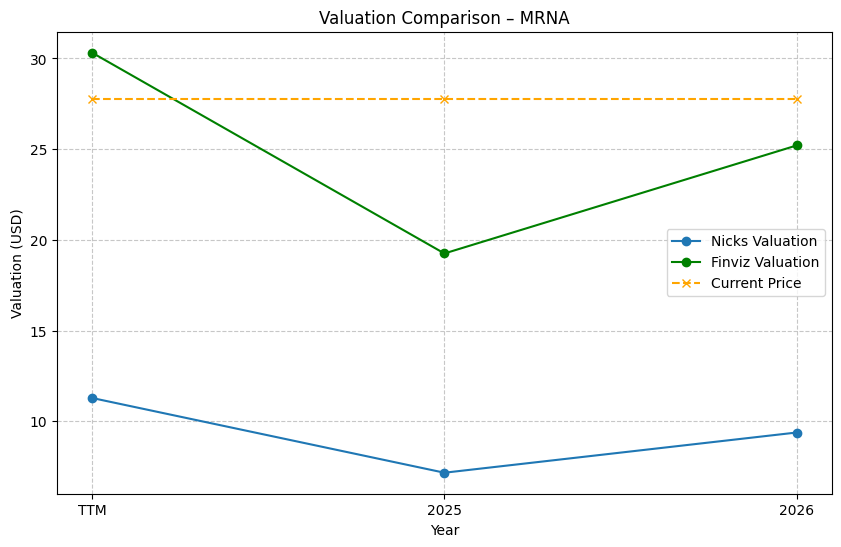 Valuation Comparison – MRNA
Valuation (USD)
30
25
20
15
10
Nicks Valuation
Finviz Valuation
Current Price
TTM
2025
2026
Year